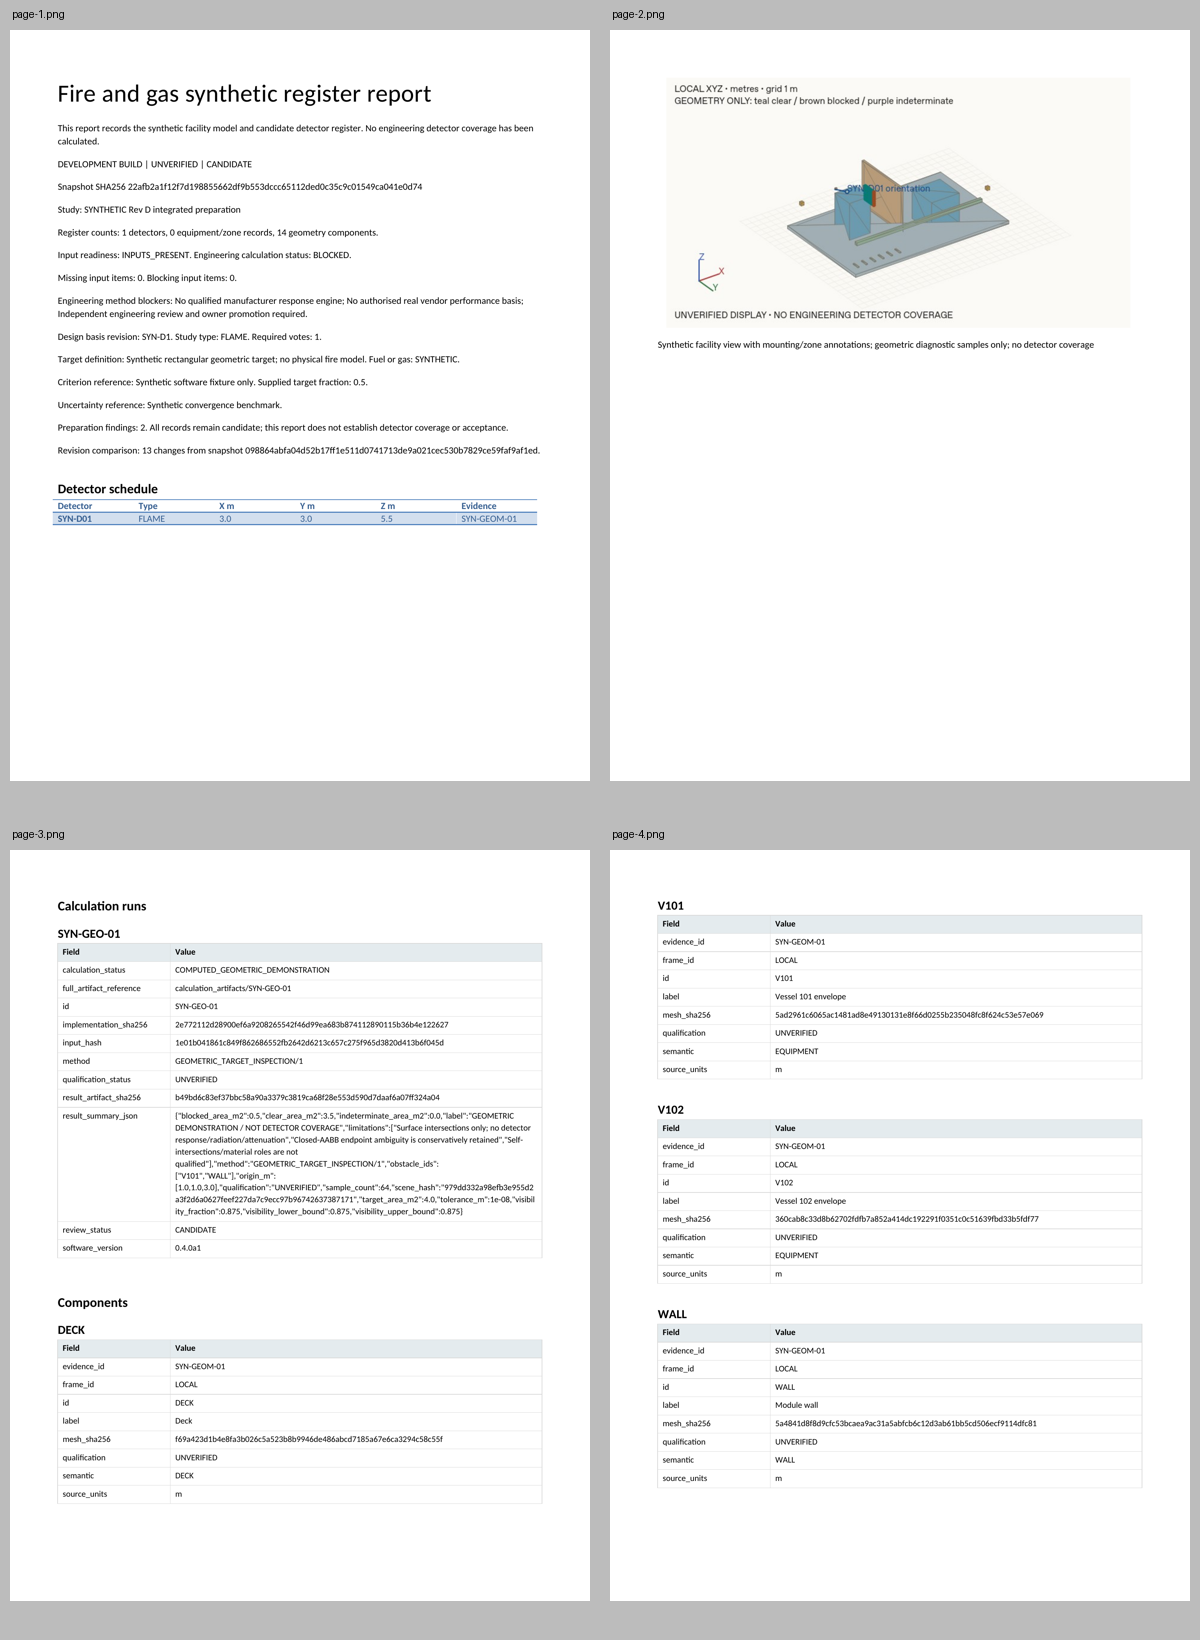 page-1.png
Fire and gas synthetic register report
This report records the synthetic facility model and candidate detector register. No engineering detector coverage has been
calculated.
DEVELOPMENT BUILD | UNVERIFIED | CANDIDATE
Snapshot SHA256 22afb2a1f12f7d198855662df9b553dccc65112ded0c35c9c01549ca041e0d74
Study: SYNTHETIC Rev D integrated preparation
Register counts: 1 detectors, 0 equipment/zone records, 14 geometry components.
Input readiness: INPUTS_PRESENT. Engineering calculation status: BLOCKED.
Missing input items: 0. Blocking input items: 0.
Engineering method blockers: No qualified manufacturer response engine; No authorised real vendor performance basis;
Independent engineering review and owner promotion required.
Design basis revision: SYN-D1. Study type: FLAME. Required votes: 1.
Target definition: Synthetic rectangular geometric target; no physical fire model. Fuel or gas: SYNTHETIC.
Criterion reference: Synthetic software fixture only. Supplied target fraction: 0.5.
Uncertainty reference: Synthetic convergence benchmark.
Preparation findings: 2. All records remain candidate; this report does not establish detector coverage or acceptance.
Revision comparison: 13 changes from snapshot 098864abfa04d52b17ff1e511d0741713de9a021cec530b7829ce59faf9af1ed.
Detector schedule
Detector Type X m Y m Z m Evidence
SYN-D01 FLAME 3.0 3.0 5.5 SYN-GEOM-01
page-2.png
LOCAL XYZ • metres • grid 1 m
GEOMETRY ONLY: teal clear / brown blocked / purple indeterminate
SYN-D01 orientation
Z
X
Y
UNVERIFIED DISPLAY • NO ENGINEERING DETECTOR COVERAGE
Synthetic facility view with mounting/zone annotations; geometric diagnostic samples only; no detector coverage
page-3.png
Calculation runs
SYN-GEO-01
Field Value
calculation_status COMPUTED_GEOMETRIC_DEMONSTRATION
full_artifact_reference calculation_artifacts/SYN-GEO-01
id SYN-GEO-01
implementation_sha256 2e772112d28900ef6a9208265542f46d99ea683b874112890115b36b4e122627
input_hash 1e01b041861c849f862686552fb2642d6213c657c275f965d3820d413b6f045d
method GEOMETRIC_TARGET_INSPECTION/1
qualification_status UNVERIFIED
result_artifact_sha256 b49bd6c83ef37bbc58a90a3379c3819ca68f28e553d590d7daaf6a07ff324a04
result_summary_json {"blocked_area_m2":0.5,"clear_area_m2":3.5,"indeterminate_area_m2":0.0,"label":"GEOMETRIC
DEMONSTRATION / NOT DETECTOR COVERAGE","limitations":["Surface intersections only; no detector
response/radiation/attenuation","Closed-AABB endpoint ambiguity is conservatively retained","Self-
intersections/material roles are not
qualified"],"method":"GEOMETRIC_TARGET_INSPECTION/1","obstacle_ids":
["V101","WALL"],"origin_m":
[1.0,1.0,3.0],"qualification":"UNVERIFIED","sample_count":64,"scene_hash":"979dd332a98efb3e955d2
a3f2d6a0627feef227da7c9ecc97b96742637387171","target_area_m2":4.0,"tolerance_m":1e-08,"visibil
ity_fraction":0.875,"visibility_lower_bound":0.875,"visibility_upper_bound":0.875}
review_status CANDIDATE
software_version 0.4.0a1
Components
DECK
Field Value
evidence_id SYN-GEOM-01
frame_id LOCAL
id DECK
label Deck
mesh_sha256 f69a423d1b4e8fa3b026c5a523b8b9946de486abcd7185a67e6ca3294c58c55f
qualification UNVERIFIED
semantic DECK
source_units m
page-4.png
V101
Field Value
evidence_id SYN-GEOM-01
frame_id LOCAL
id V101
label Vessel 101 envelope
mesh_sha256 5ad2961c6065ac1481ad8e49130131e8f66d0255b235048fc8f624c53e57e069
qualification UNVERIFIED
semantic EQUIPMENT
source_units m
V102
Field Value
evidence_id SYN-GEOM-01
frame_id LOCAL
id V102
label Vessel 102 envelope
mesh_sha256 360cab8c33d8b62702fdfb7a852a414dc192291f0351c0c51639fbd33b5fdf77
qualification UNVERIFIED
semantic EQUIPMENT
source_units m
WALL
Field Value
evidence_id SYN-GEOM-01
frame_id LOCAL
id WALL
label Module wall
mesh_sha256 5a4841d8f8d9cfc53bcaea9ac31a5abfcb6c12d3ab61bb5cd506ecf9114dfc81
qualification UNVERIFIED
semantic WALL
source_units m